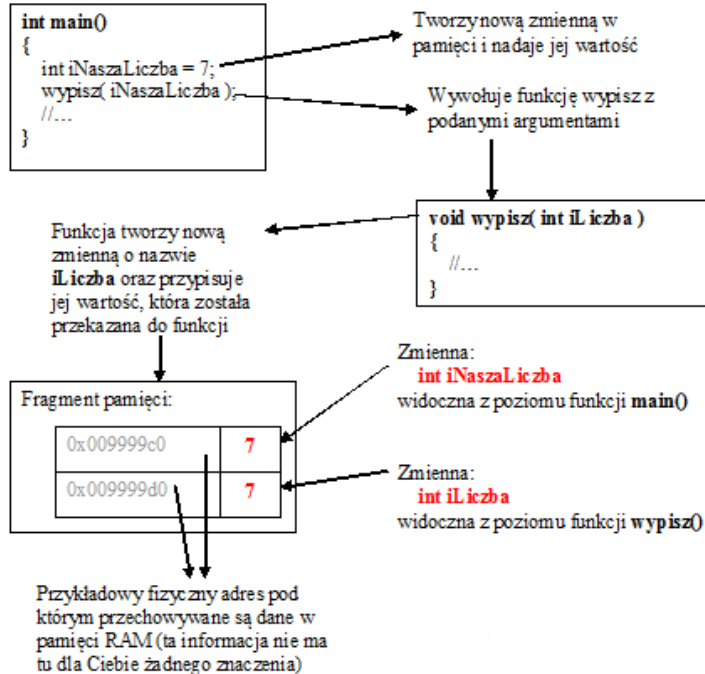 int main()
{
int iNaszaLiczba = 7;
wypisz( iNaszaLiczba );
//...
}
Tworzy nową zmienną w
pamięci i nadaje jej wartość
Wywołuje funkcję wypisz z
podanymi argumentami
void wypisz( int iLiczba )
{
//...
}
Funkcja tworzy nową
zmienną o nazwie
iLiczba oraz przypisuje
jej wartość, która została
przekazana do funkcji
Fragment pamięci:
0x009999c0 7
0x009999d0 7
Zmienna:
int iNaszaLiczba
widoczna z poziomu funkcji main()
Zmienna:
int iLiczba
widoczna z poziomu funkcji wypisz()
Przykładowy fizyczny adres pod
którym przechowywane są dane w
pamięci RAM (ta informacja nie ma
tu dla Ciebie żadnego znaczenia)